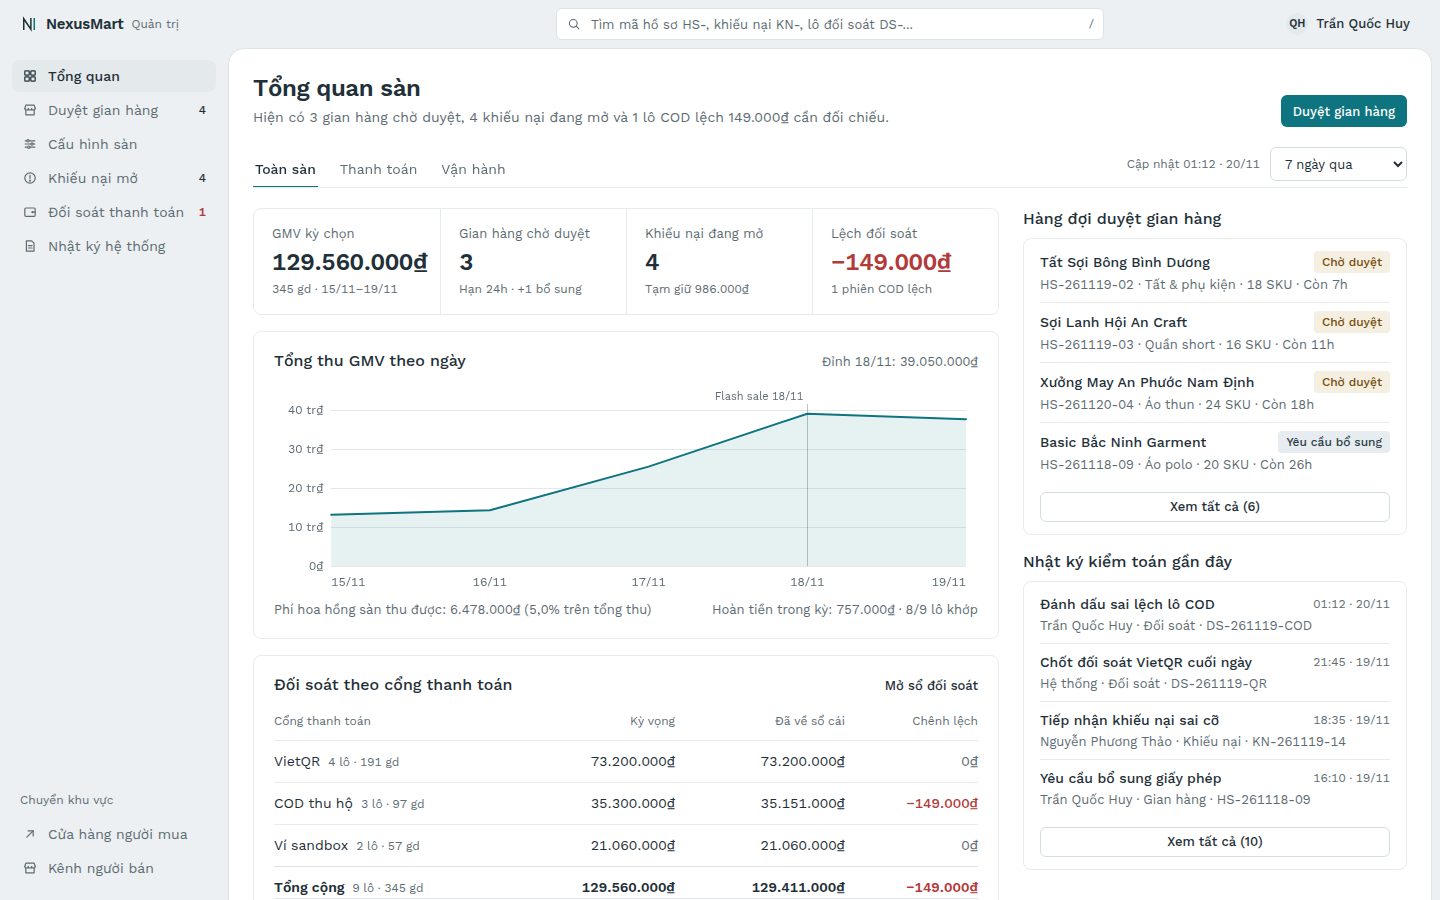 NexusMart Quản trị
Tìm mã hồ sơ HS-, khiếu nại KN-, lô đối soát DS-...
/
QH Trần Quốc Huy
Tổng quan
Duyệt gian hàng 4
Cấu hình sàn
Khiếu nại mở 4
Đối soát thanh toán 1
Nhật ký hệ thống
Chuyển khu vực
Cửa hàng người mua
Kênh người bán
Tổng quan sàn
Hiện có 3 gian hàng chờ duyệt, 4 khiếu nại đang mở và 1 lô COD lệch 149.000₫ cần đối chiếu.
Duyệt gian hàng
Toàn sàn Thanh toán Vận hành
Cập nhật 01:12 · 20/11
7 ngày qua
GMV kỳ chọn
129.560.000₫
345 gd · 15/11–19/11
Gian hàng chờ duyệt
3
Hạn 24h · +1 bổ sung
Khiếu nại đang mở
4
Tạm giữ 986.000₫
Lệch đối soát
−149.000₫
1 phiên COD lệch
Tổng thu GMV theo ngày
Đỉnh 18/11: 39.050.000₫
Flash sale 18/11
40 tr₫
30 tr₫
20 tr₫
10 tr₫
0₫
15/11 16/11 17/11 18/11 19/11
Phí hoa hồng sàn thu được: 6.478.000₫ (5,0% trên tổng thu)
Hoàn tiền trong kỳ: 757.000₫ · 8/9 lô khớp
Đối soát theo cổng thanh toán
Mở sổ đối soát
Cổng thanh toán Kỳ vọng Đã về sổ cái Chênh lệch
VietQR 4 lô · 191 gd 73.200.000₫ 73.200.000₫ 0₫
COD thu hộ 3 lô · 97 gd 35.300.000₫ 35.151.000₫ −149.000₫
Ví sandbox 2 lô · 57 gd 21.060.000₫ 21.060.000₫ 0₫
Tổng cộng 9 lô · 345 gd 129.560.000₫ 129.411.000₫ −149.000₫
Hàng đợi duyệt gian hàng
Tất Sợi Bông Bình Dương Chờ duyệt
HS-261119-02 · Tất & phụ kiện · 18 SKU · Còn 7h
Sợi Lanh Hội An Craft Chờ duyệt
HS-261119-03 · Quần short · 16 SKU · Còn 11h
Xưởng May An Phước Nam Định Chờ duyệt
HS-261120-04 · Áo thun · 24 SKU · Còn 18h
Basic Bắc Ninh Garment Yêu cầu bổ sung
HS-261118-09 · Áo polo · 20 SKU · Còn 26h
Xem tất cả (6)
Nhật ký kiểm toán gần đây
Đánh dấu sai lệch lô COD 01:12 · 20/11
Trần Quốc Huy · Đối soát · DS-261119-COD
Chốt đối soát VietQR cuối ngày 21:45 · 19/11
Hệ thống · Đối soát · DS-261119-QR
Tiếp nhận khiếu nại sai cỡ 18:35 · 19/11
Nguyễn Phương Thảo · Khiếu nại · KN-261119-14
Yêu cầu bổ sung giấy phép 16:10 · 19/11
Trần Quốc Huy · Gian hàng · HS-261118-09
Xem tất cả (10)